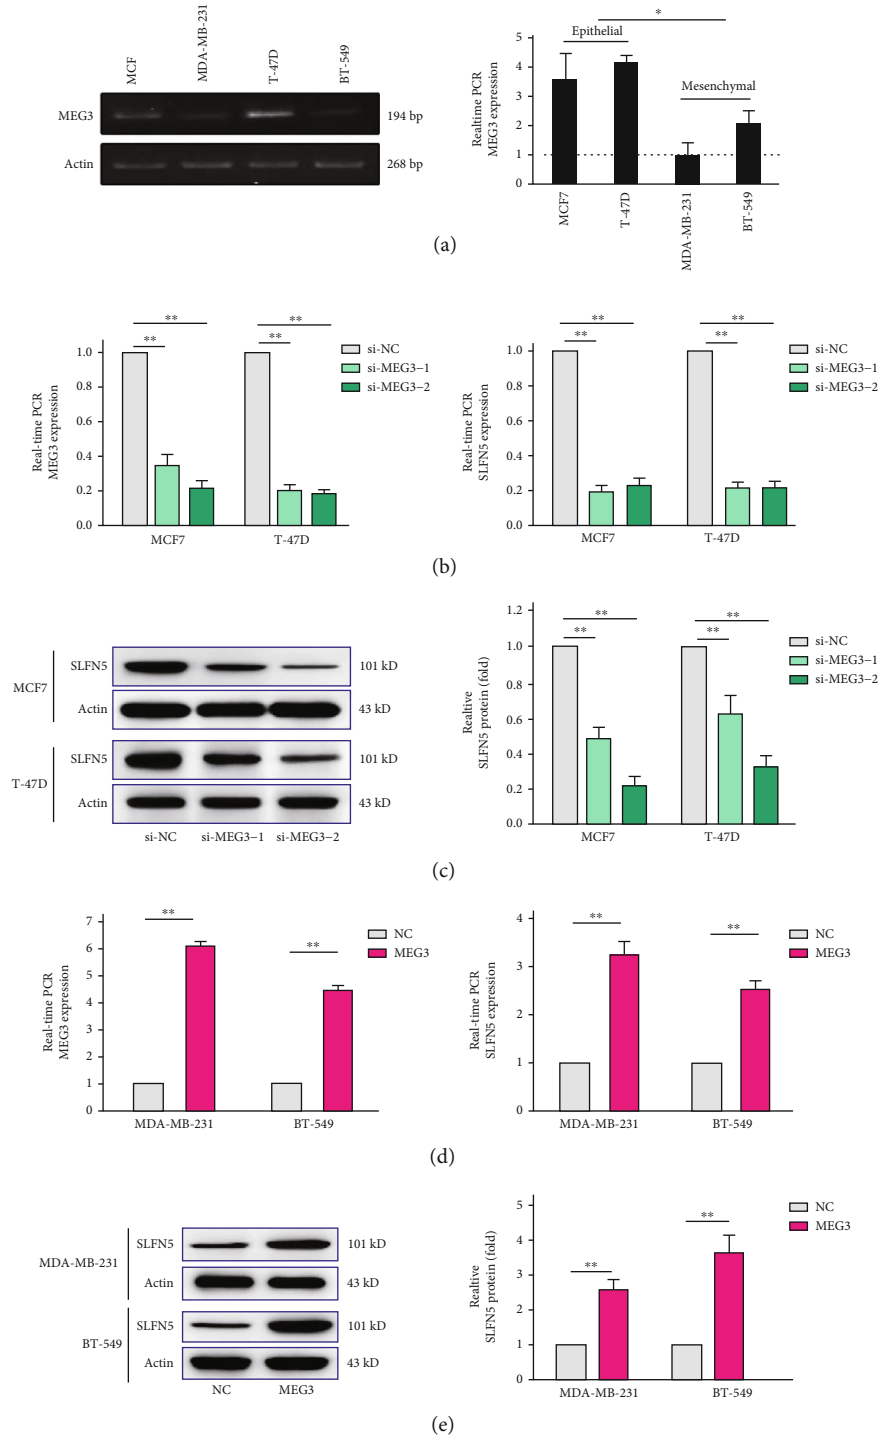 MCF
MDA-MB-231
T-47D
BT-549
MEG3
194 bp
Actin
268 bp
Realtime PCR
MEG3 expression
5
4
3
2
1
0
*
Epithelial
Mesenchymal
MCF7
T-47D
MDA-MB-231
BT-549
(a)
Real-time PCR
MEG3 expression
1.0
0.8
0.6
0.4
0.2
0.0
**
**
**
**
MCF7
T-47D
si-NC
si-MEG3−1
si-MEG3−2
Real-time PCR
SLFN5 expression
1.0
0.8
0.6
0.4
0.2
0.0
**
**
**
**
MCF7
T-47D
si-NC
si-MEG3−1
si-MEG3−2
(b)
MCF7
SLFN5
101 kD
Actin
43 kD
T-47D
SLFN5
101 kD
Actin
43 kD
si-NC
si-MEG3−1
si-MEG3−2
Realtive
SLFN5 protein (fold)
1.2
1.0
0.8
0.6
0.4
0.2
0.0
**
**
**
**
MCF7
T-47D
si-NC
si-MEG3−1
si-MEG3−2
(c)
Real-time PCR
MEG3 expression
7
6
5
4
3
2
1
0
**
**
MDA-MB-231
BT-549
NC
MEG3
Real-time PCR
SLFN5 expression
4
3
2
1
0
**
**
MDA-MB-231
BT-549
NC
MEG3
(d)
MDA-MB-231
SLFN5
101 kD
Actin
43 kD
BT-549
SLFN5
101 kD
Actin
43 kD
NC
MEG3
Realtive
SLFN5 protein (fold)
5
4
3
2
1
0
**
**
MDA-MB-231
BT-549
NC
MEG3
(e)